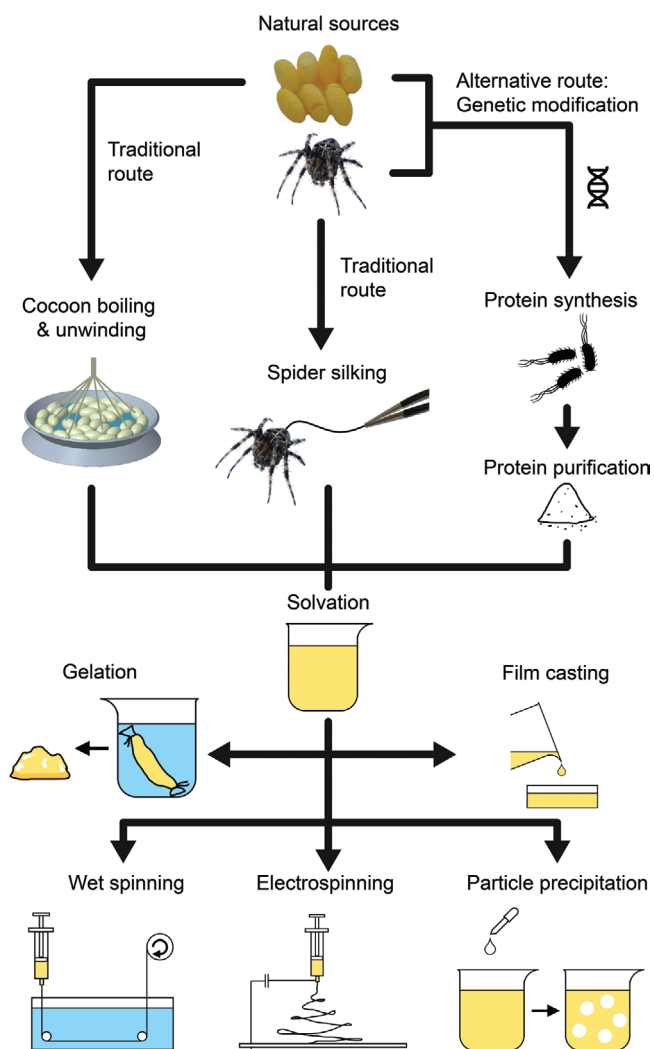 Natural sources
Alternative route:
Genetic modification
Traditional
route
Traditional
route
Cocoon boiling
& unwinding
Spider silking
Protein synthesis
Protein purification
Solvation
Gelation
Film casting
Wet spinning
Electrospinning
Particle precipitation